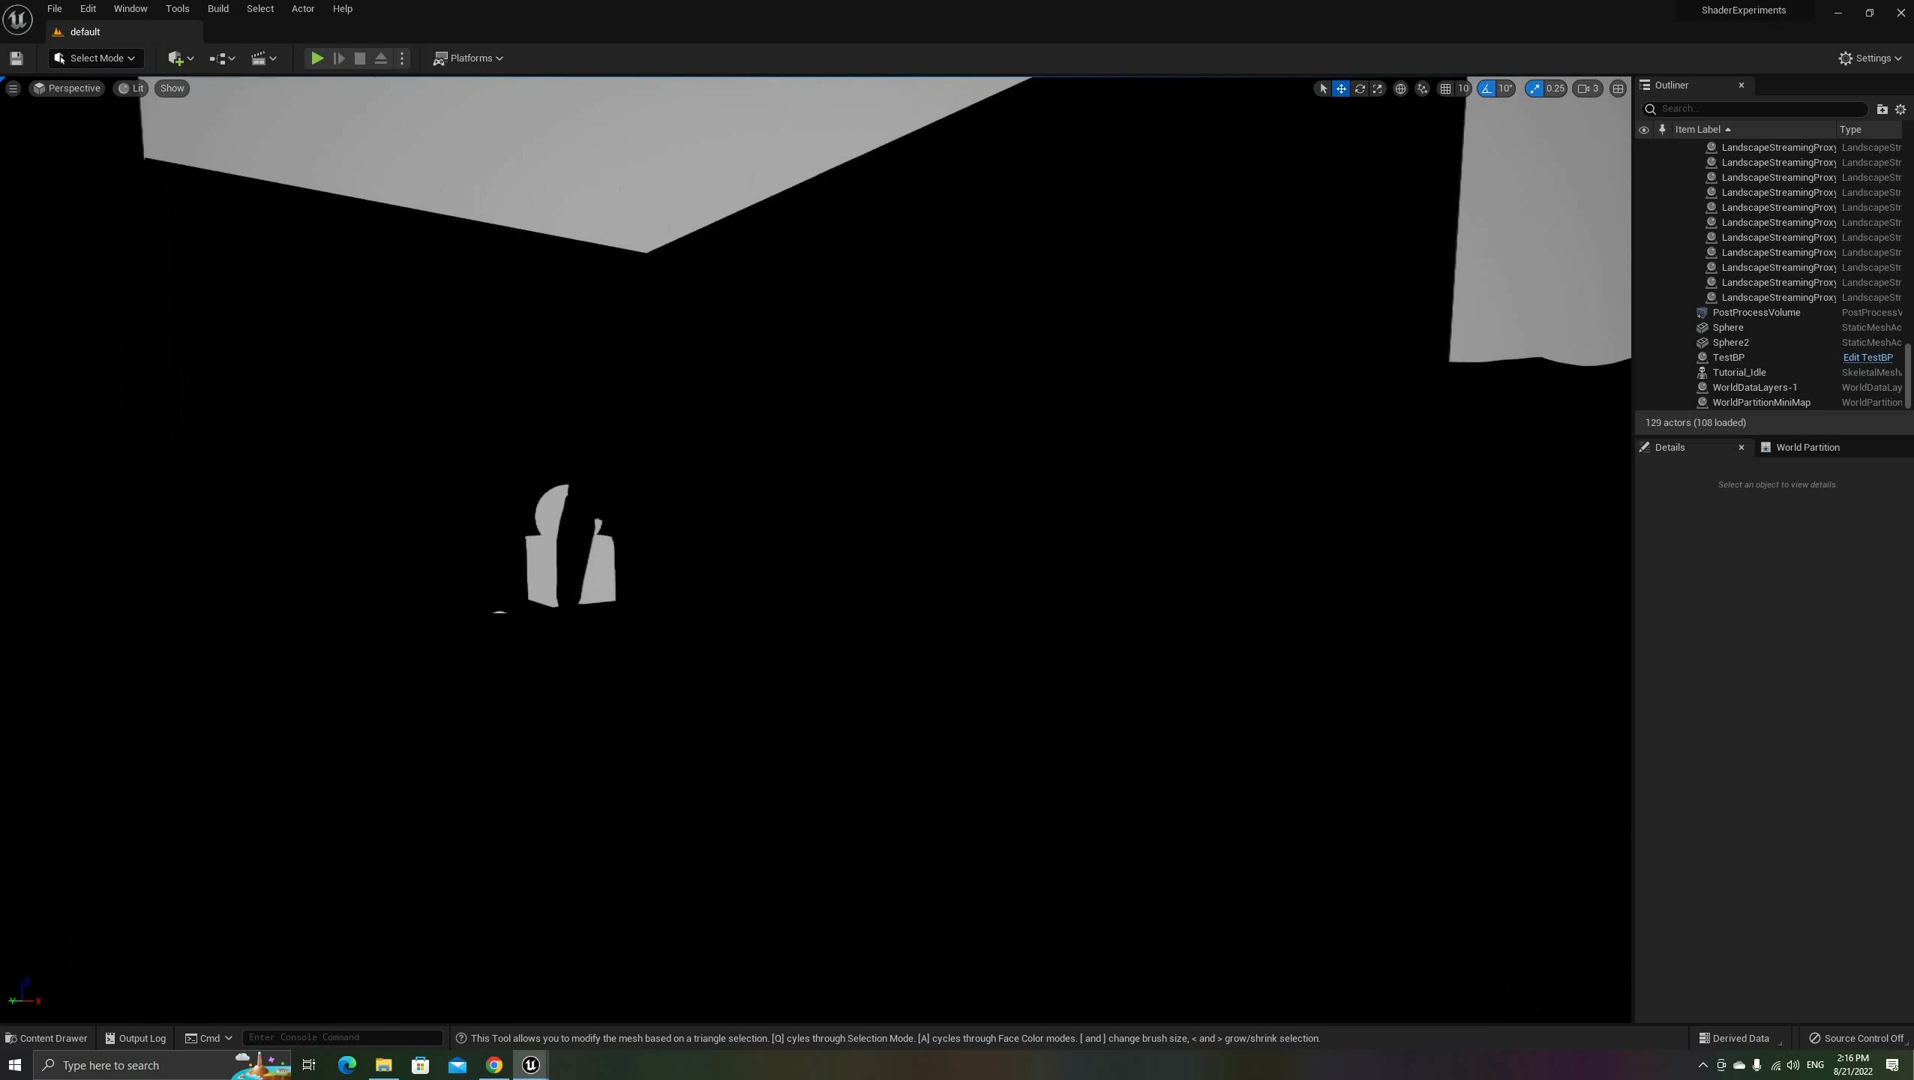 File Edit Window Tools Build Select Actor Help
ShaderExperiments
default
Select Mode
Platforms
Settings
Perspective Lit Show
10 10° 0.25 3
Outliner
Search...
Item Label Type
LandscapeStreamingProxy LandscapeStr
LandscapeStreamingProxy LandscapeStr
LandscapeStreamingProxy LandscapeStr
LandscapeStreamingProxy LandscapeStr
LandscapeStreamingProxy LandscapeStr
LandscapeStreamingProxy LandscapeStr
LandscapeStreamingProxy LandscapeStr
LandscapeStreamingProxy LandscapeStr
LandscapeStreamingProxy LandscapeStr
LandscapeStreamingProxy LandscapeStr
LandscapeStreamingProxy LandscapeStr
PostProcessVolume PostProcessV
Sphere StaticMeshAc
Sphere2 StaticMeshAc
TestBP Edit TestBP
Tutorial_Idle SkeletalMesh
WorldDataLayers-1 WorldDataLay
WorldPartitionMiniMap WorldPartition
129 actors (108 loaded)
Details World Partition
Select an object to view details.
Z
Y X
Content Drawer Output Log Cmd Enter Console Command This Tool allows you to modify the mesh based on a triangle selection. [Q] cyles through Selection Mode. [A] cycles through Face Color modes. [ and ] change brush size, < and > grow/shrink selection. Derived Data Source Control Off
Type here to search
ENG
2:16 PM
8/21/2022